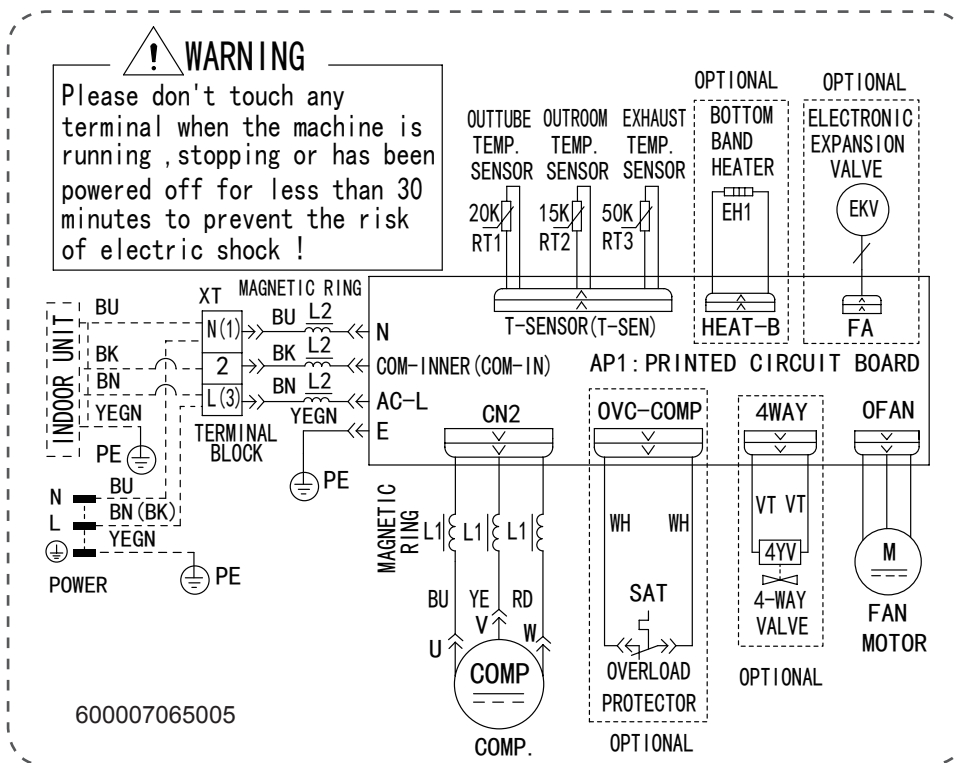 WARNING
Please don't touch any
terminal when the machine is
running ,stopping or has been
powered off for less than 30
minutes to prevent the risk
of electric shock !
OUTTUBE
TEMP.
SENSOR
20K
RT1
OUTROOM
TEMP.
SENSOR
15K
RT2
EXHAUST
TEMP.
SENSOR
50K
RT3
OPTIONAL
BOTTOM
BAND
HEATER
EH1
OPTIONAL
ELECTRONIC
EXPANSION
VALVE
EKV
T-SENSOR(T-SEN)
HEAT-B
FA
AP1:PRINTED CIRCUIT BOARD
INDOOR UNIT
BU
BK
BN
YEGN
PE
XT
N(1)
2
L(3)
TERMINAL
BLOCK
MAGNETIC RING
BU L2
BK L2
BN L2
YEGN
PE
N
COM-INNER(COM-IN)
AC-L
E
N
L
POWER
BU
BN(BK)
YEGN
PE
CN2
MAGNETIC
RING
L1 L1 L1
BU YE RD
U V W
COMP
COMP.
OVC-COMP
WH WH
SAT
OVERLOAD
PROTECTOR
OPTIONAL
4WAY
VT VT
4YV
4-WAY
VALVE
OPTIONAL
OFAN
M
FAN
MOTOR
600007065005